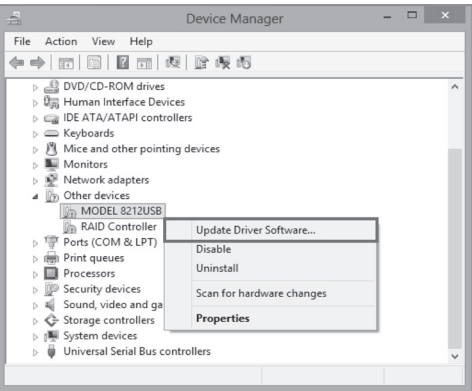 Device Manager
File Action View Help
DVD/CD-ROM drives
Human Interface Devices
IDE ATA/ATAPI controllers
Keyboards
Mice and other pointing devices
Monitors
Network adapters
Other devices
MODEL 8212USB
RAID Controller
Update Driver Software...
Ports (COM & LPT)
Disable
Print queues
Uninstall
Processors
Security devices
Scan for hardware changes
Sound, video and ga
Storage controllers
Properties
System devices
Universal Serial Bus controllers